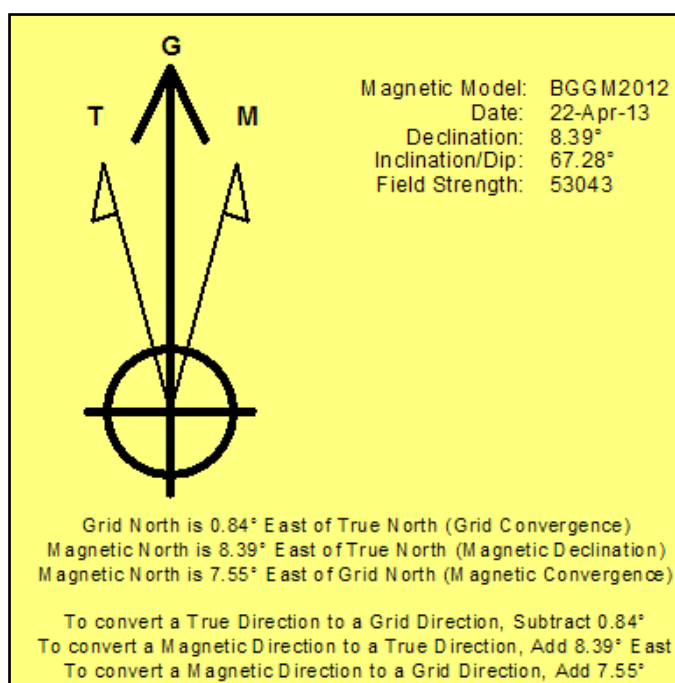 G
T
M
Magnetic Model: BGGM2012
Date: 22-Apr-13
Declination: 8.39°
Inclination/Dip: 67.28°
Field Strength: 53043
Grid North is 0.84° East of True North (Grid Convergence)
Magnetic North is 8.39° East of True North (Magnetic Declination)
Magnetic North is 7.55° East of Grid North (Magnetic Convergence)
To convert a True Direction to a Grid Direction, Subtract 0.84°
To convert a Magnetic Direction to a True Direction, Add 8.39° East
To convert a Magnetic Direction to a Grid Direction, Add 7.55°